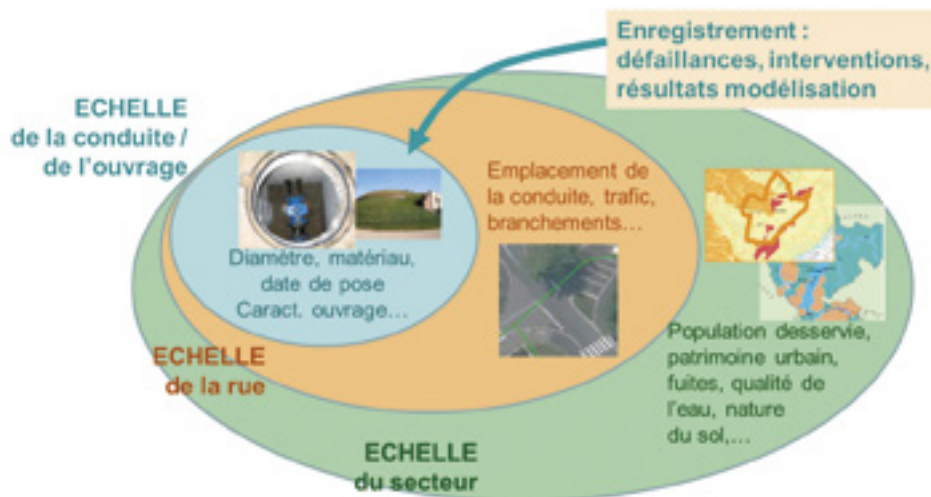 Enregistrement :
défaillances, interventions,
résultats modélisation
ECHELLE
de la conduite /
de l'ouvrage
Diamètre, matériau,
date de pose
Caract. ouvrage…
Emplacement de
la conduite, trafic,
branchements…
Population desservie,
patrimoine urbain,
fuites, qualité de
l'eau, nature
du sol,…
ECHELLE
de la rue
ECHELLE
du secteur